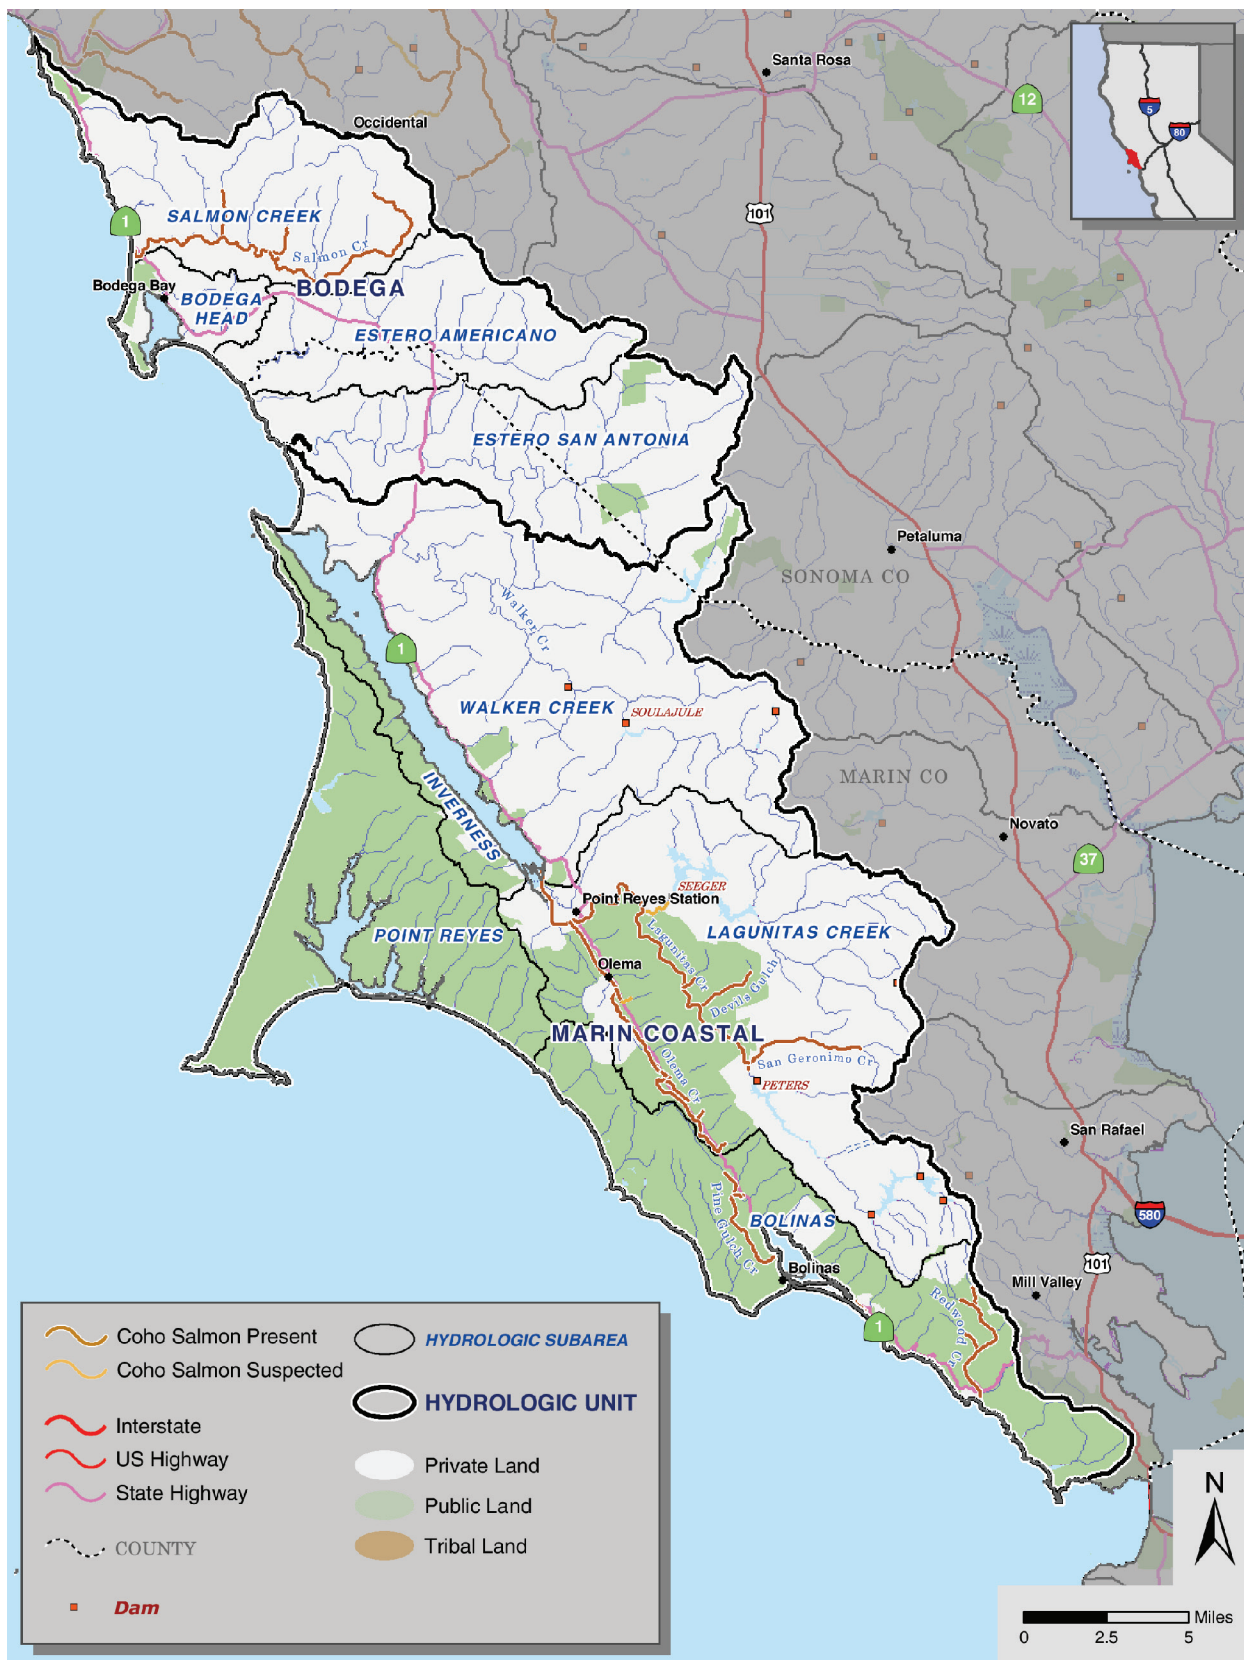 Santa Rosa
12
5
80
Occidental
101
SALMON CREEK
1
Salmon Cr
Bodega Bay
BODEGA
BODEGA
HEAD
ESTERO AMERICANO
ESTERO SAN ANTONIA
Petaluma
SONOMA CO
Walker Cr
1
WALKER CREEK
SOULAJULE
MARIN CO
INVERNESS
Novato
37
SEEGER
Point Reyes Station
LAGUNITAS CREEK
POINT REYES
Lagunitas Cr
Olema
Devils Gulch
MARIN COASTAL
Olema Cr
San Geronimo Cr
PETERS
San Rafael
Pine Gulch Cr
BOLINAS
580
101
Bolinas
Mill Valley
Redwood Cr
1
Coho Salmon Present
Coho Salmon Suspected
Interstate
US Highway
State Highway
COUNTY
Dam
HYDROLOGIC SUBAREA
HYDROLOGIC UNIT
Private Land
Public Land
Tribal Land
N
Miles
0 2.5 5